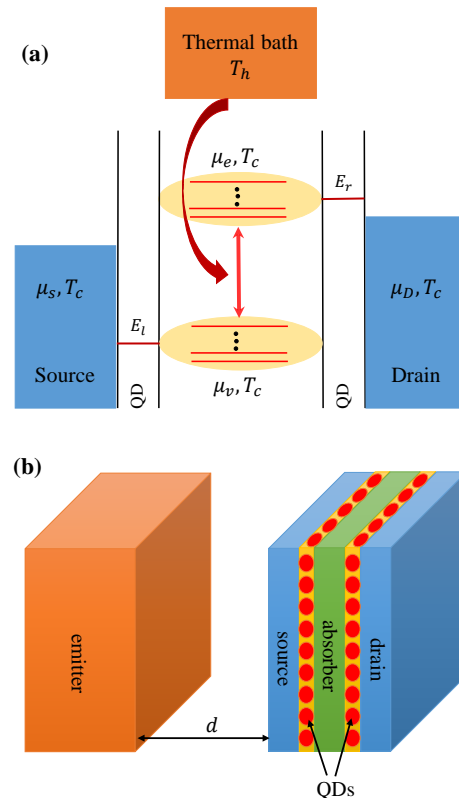 (a)
Thermal bath
T_h
μ_e, T_c
E_r
μ_s, T_c
μ_D, T_c
E_l
Source
QD
μ_v, T_c
QD
Drain
(b)
emitter
source
absorber
drain
d
QDs